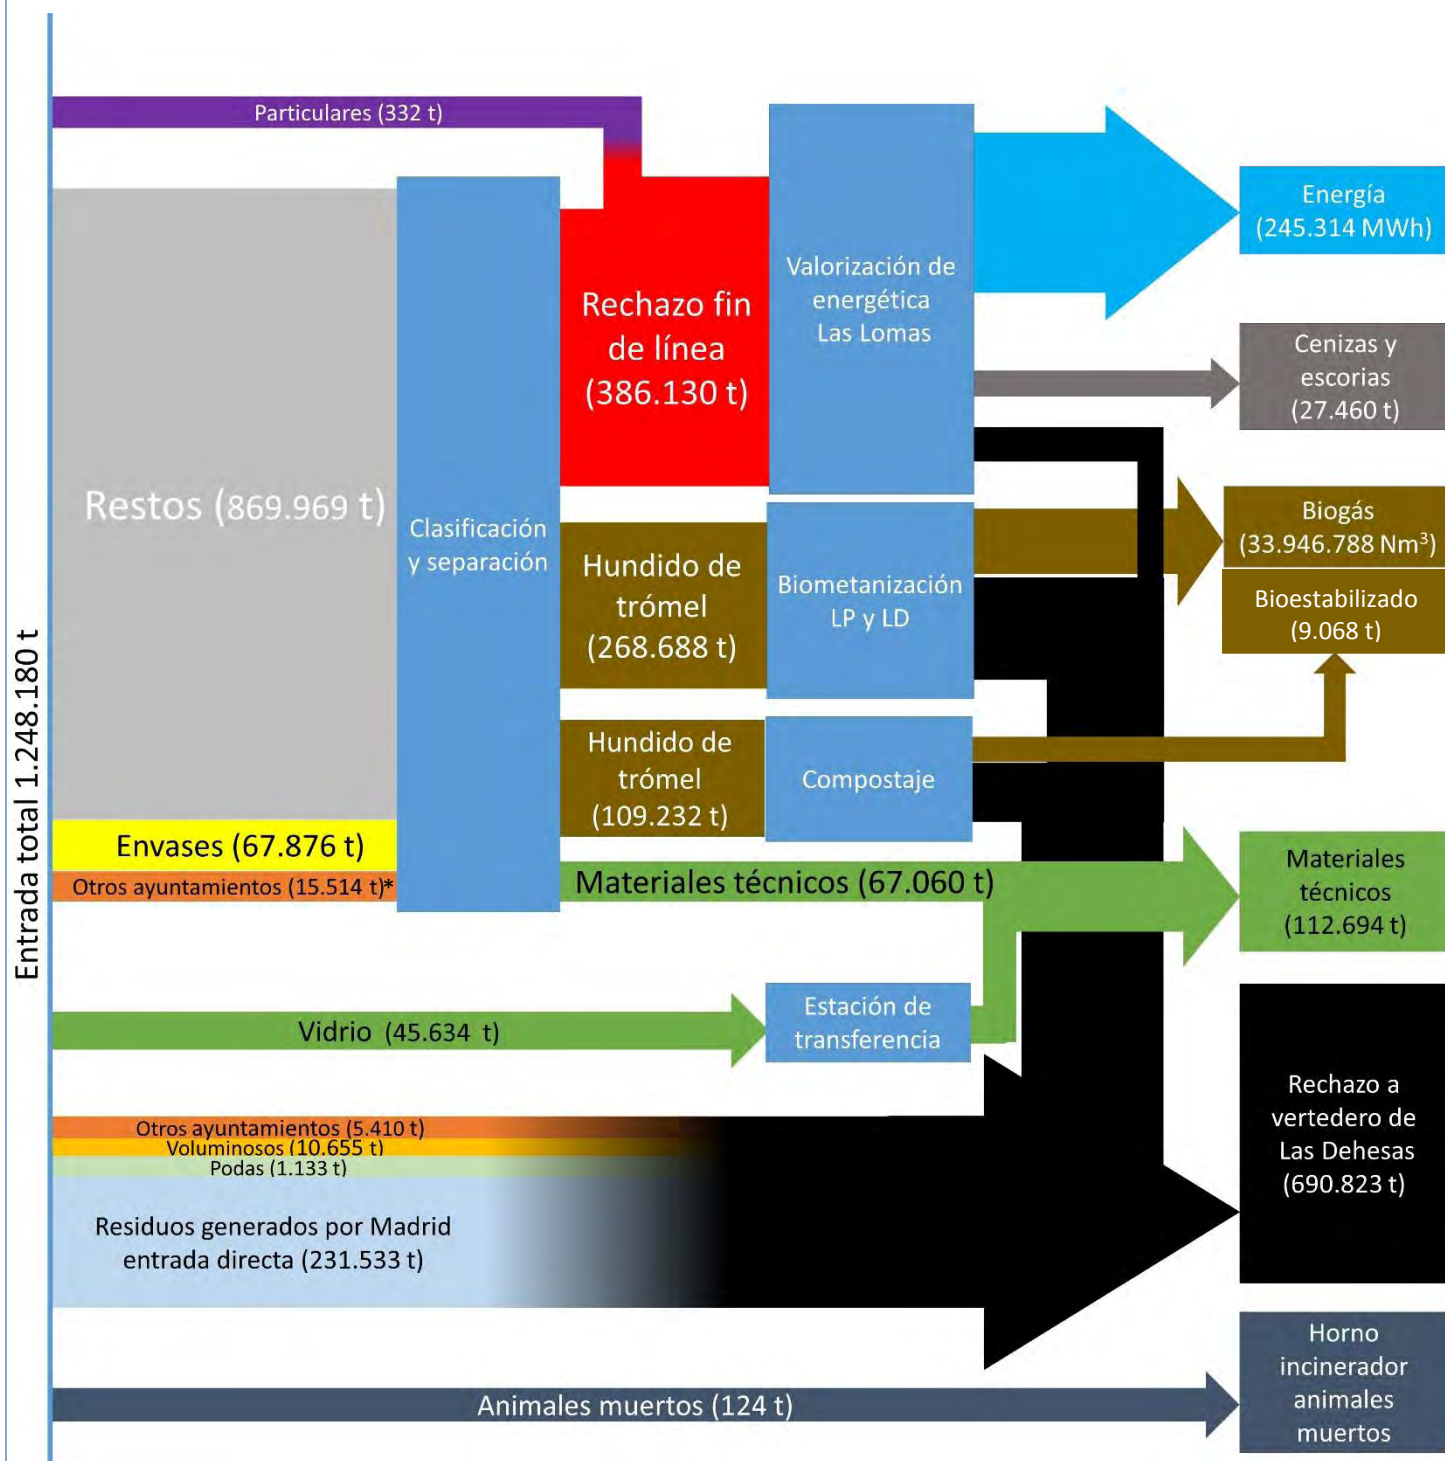 Entrada total 1.248.180 t
Particulares (332 t)
Restos (869.969 t)
Envases (67.876 t)
Otros ayuntamientos (15.514 t)*
Clasificación
y separación
Rechazo fin
de línea
(386.130 t)
Hundido de
trómel
(268.688 t)
Hundido de
trómel
(109.232 t)
Materiales técnicos (67.060 t)
Valorización de
energética
Las Lomas
Biometanización
LP y LD
Compostaje
Energía
(245.314 MWh)
Cenizas y
escorias
(27.460 t)
Biogás
(33.946.788 Nm³)
Bioestabilizado
(9.068 t)
Materiales
técnicos
(112.694 t)
Vidrio (45.634 t)
Estación de
transferencia
Otros ayuntamientos (5.410 t)
Voluminosos (10.655 t)
Podas (1.133 t)
Residuos generados por Madrid
entrada directa (231.533 t)
Rechazo a
vertedero de
Las Dehesas
(690.823 t)
Animales muertos (124 t)
Horno
incinerador
animales
muertos